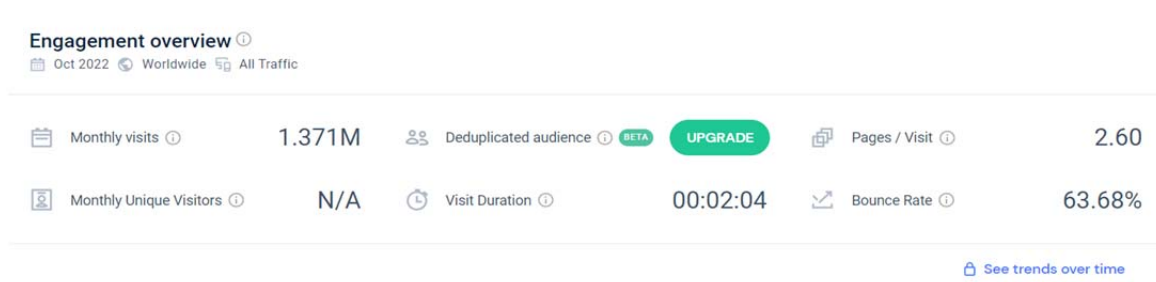 Engagement overview
Oct 2022 Worldwide All Traffic
Monthly visits 1.371M Deduplicated audience BETA UPGRADE Pages / Visit 2.60
Monthly Unique Visitors N/A Visit Duration 00:02:04 Bounce Rate 63.68%
See trends over time